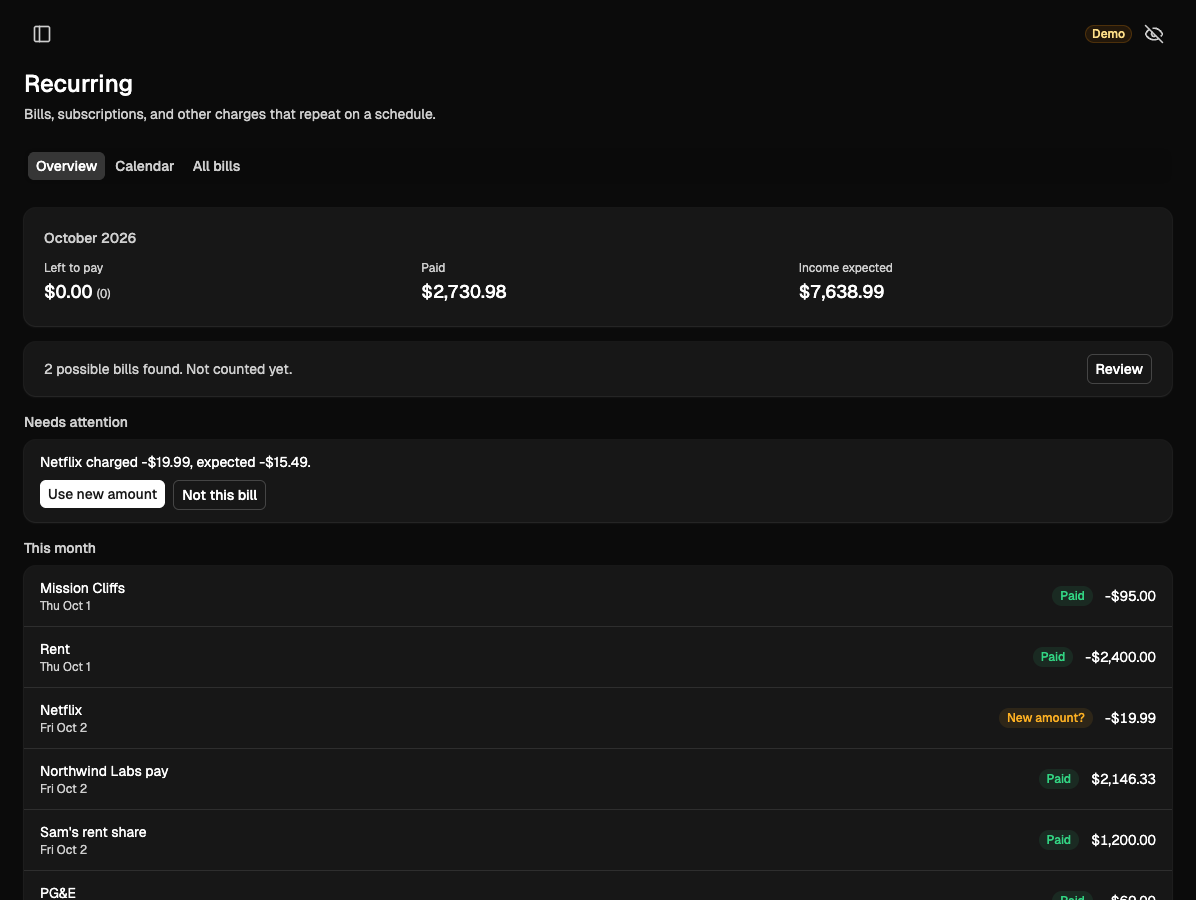 Demo
Recurring
Bills, subscriptions, and other charges that repeat on a schedule.
Overview Calendar All bills
October 2026
Left to pay Paid Income expected
$0.00 (0) $2,730.98 $7,638.99
2 possible bills found. Not counted yet. Review
Needs attention
Netflix charged -$19.99, expected -$15.49.
Use new amount Not this bill
This month
Mission Cliffs
Thu Oct 1
Paid -$95.00
Rent
Thu Oct 1
Paid -$2,400.00
Netflix
Fri Oct 2
New amount? -$19.99
Northwind Labs pay
Fri Oct 2
Paid $2,146.33
Sam's rent share
Fri Oct 2
Paid $1,200.00
PG&E
Paid